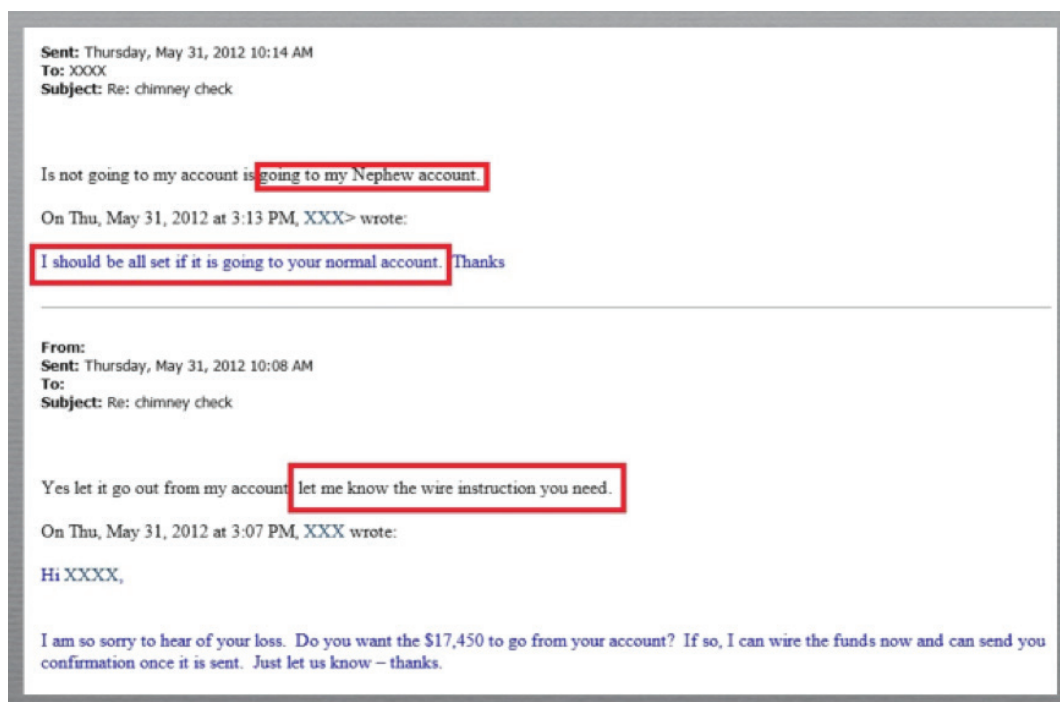 Sent: Thursday, May 31, 2012 10:14 AM
To: XXXX
Subject: Re: chimney check
Is not going to my account is going to my Nephew account.
On Thu, May 31, 2012 at 3:13 PM, XXX> wrote:
I should be all set if it is going to your normal account. Thanks
From:
Sent: Thursday, May 31, 2012 10:08 AM
To:
Subject: Re: chimney check
Yes let it go out from my account let me know the wire instruction you need.
On Thu, May 31, 2012 at 3:07 PM, XXX wrote:
Hi XXXX,
I am so sorry to hear of your loss. Do you want the $17,450 to go from your account? If so, I can wire the funds now and can send you
confirmation once it is sent. Just let us know – thanks.